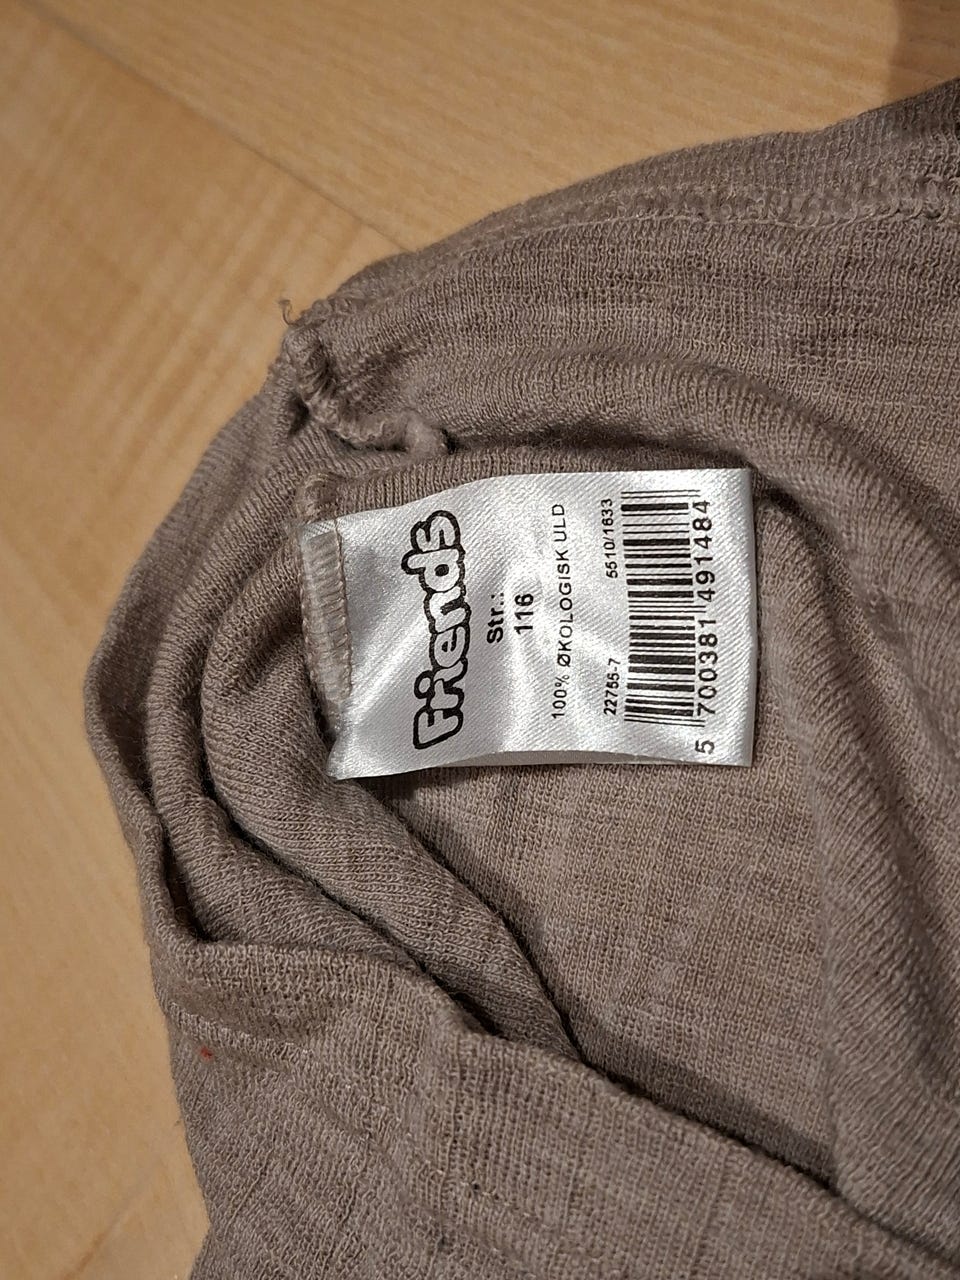 Friends
Str.:
116
100% ØKOLOGISK ULD
22755-7 5510/1633
5 700381 491484